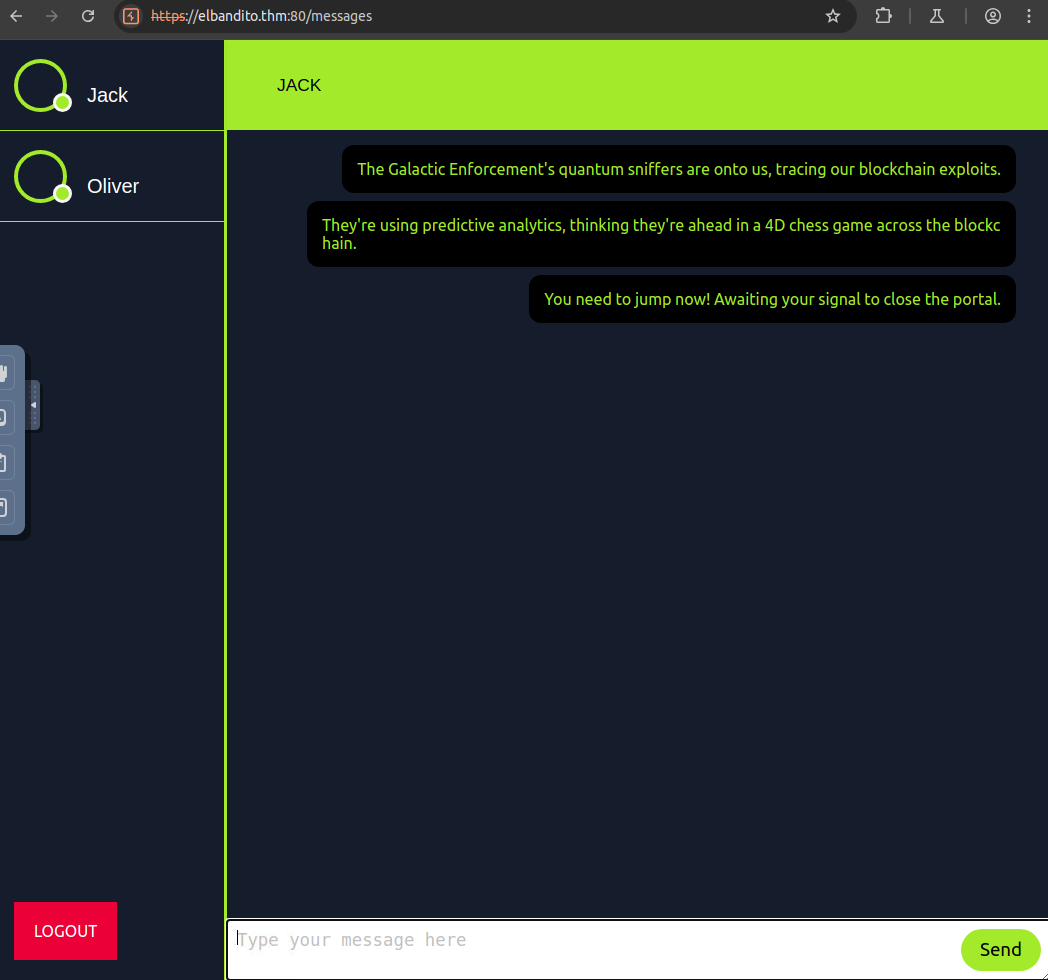 https://elbandito.thm:80/messages
Jack
JACK
Oliver
The Galactic Enforcement's quantum sniffers are onto us, tracing our blockchain exploits.
They're using predictive analytics, thinking they're ahead in a 4D chess game across the blockc
hain.
You need to jump now! Awaiting your signal to close the portal.
LOGOUT
Type your message here
Send